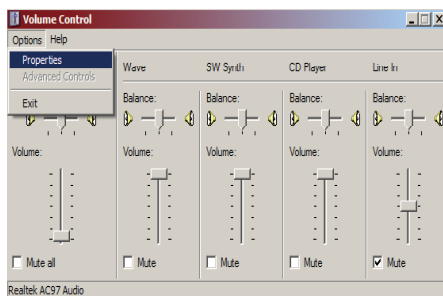 Volume Control
Options Help
Properties
Advanced Controls
Exit
Wave SW Synth CD Player Line In
Balance: Balance: Balance: Balance:
Volume: Volume: Volume: Volume: Volume:
Mute all Mute Mute Mute Mute
Realtek AC97 Audio